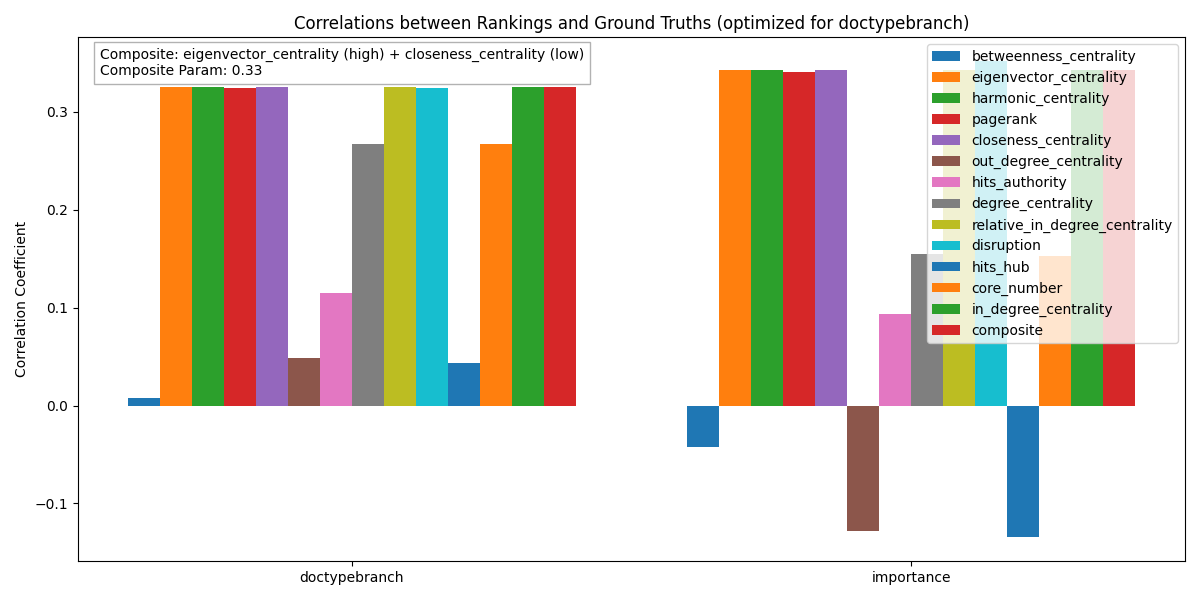 Correlations between Rankings and Ground Truths (optimized for doctypebranch)
Composite: eigenvector_centrality (high) + closeness_centrality (low)
Composite Param: 0.33
betweenness_centrality
eigenvector_centrality
harmonic_centrality
pagerank
closeness_centrality
out_degree_centrality
hits_authority
degree_centrality
relative_in_degree_centrality
disruption
hits_hub
core_number
in_degree_centrality
composite
Correlation Coefficient
0.3
0.2
0.1
0.0
−0.1
doctypebranch
importance